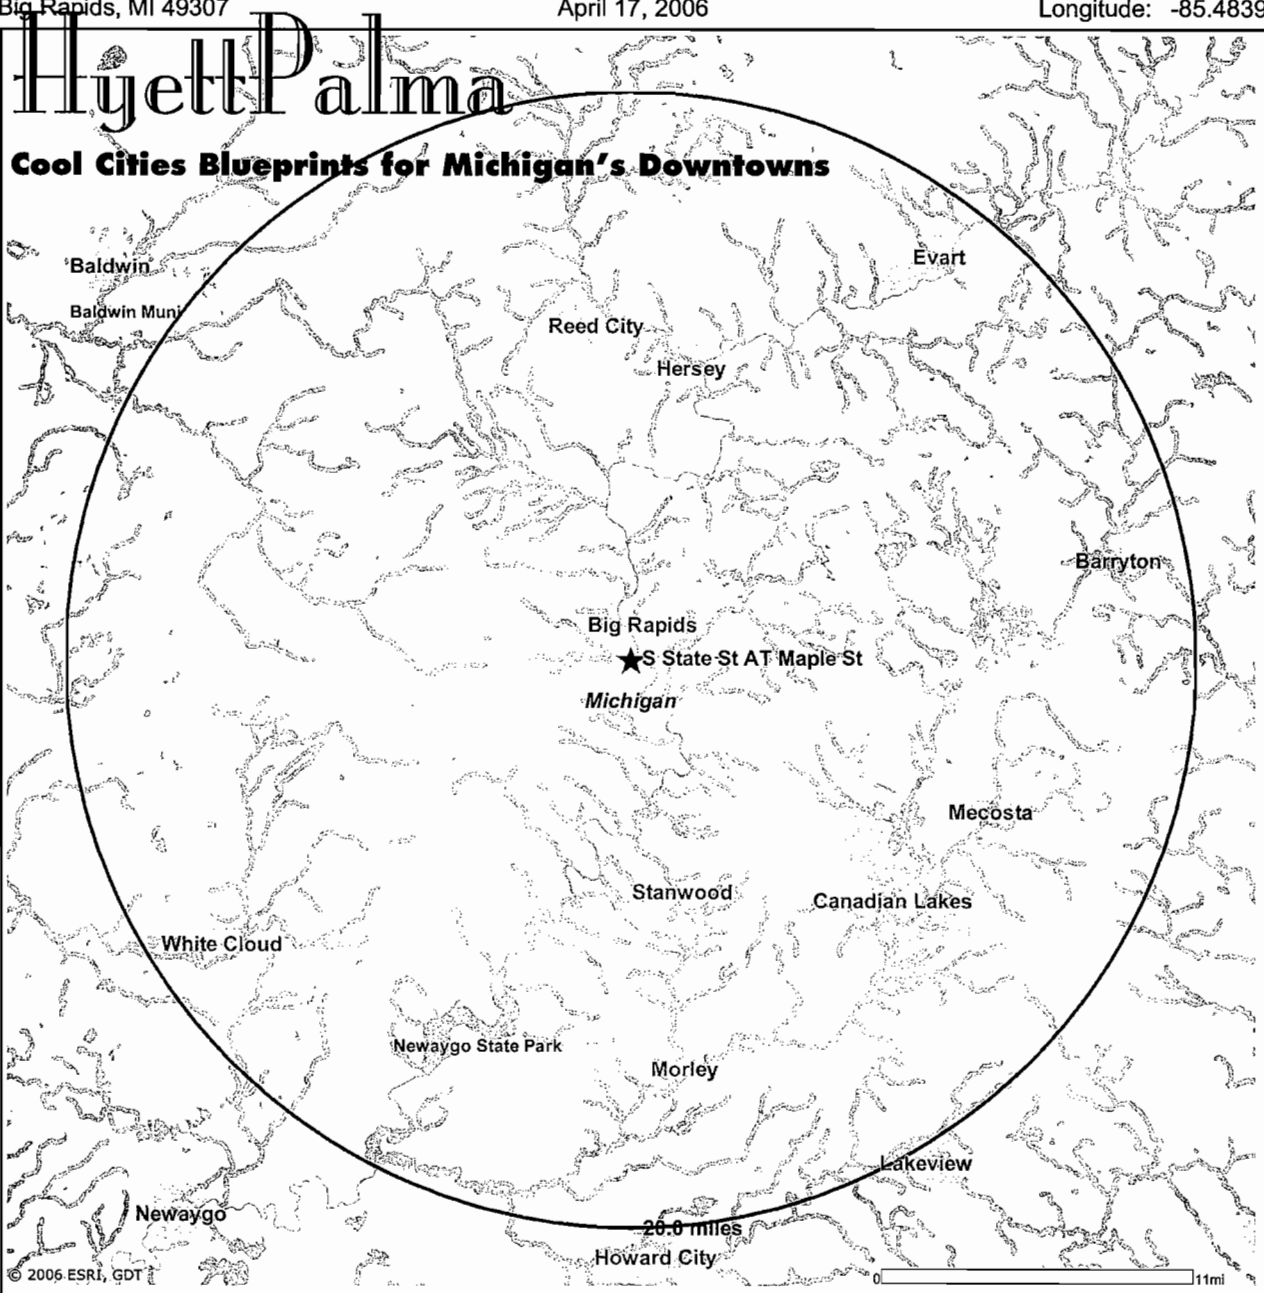 Big Rapids, MI 49307 April 17, 2006 Longitude: -85.4839
HyettPalma
Cool Cities Blueprints for Michigan's Downtowns
Evart
Baldwin
Baldwin Muni
Reed City
Hersey
Barryton
Big Rapids
S State St AT Maple St
Michigan
Mecosta
Stanwood
Canadian Lakes
White Cloud
Newaygo State Park
Morley
Lakeview
Newaygo
20.0 miles
Howard City
© 2006 ESRI, GDT
0 11mi